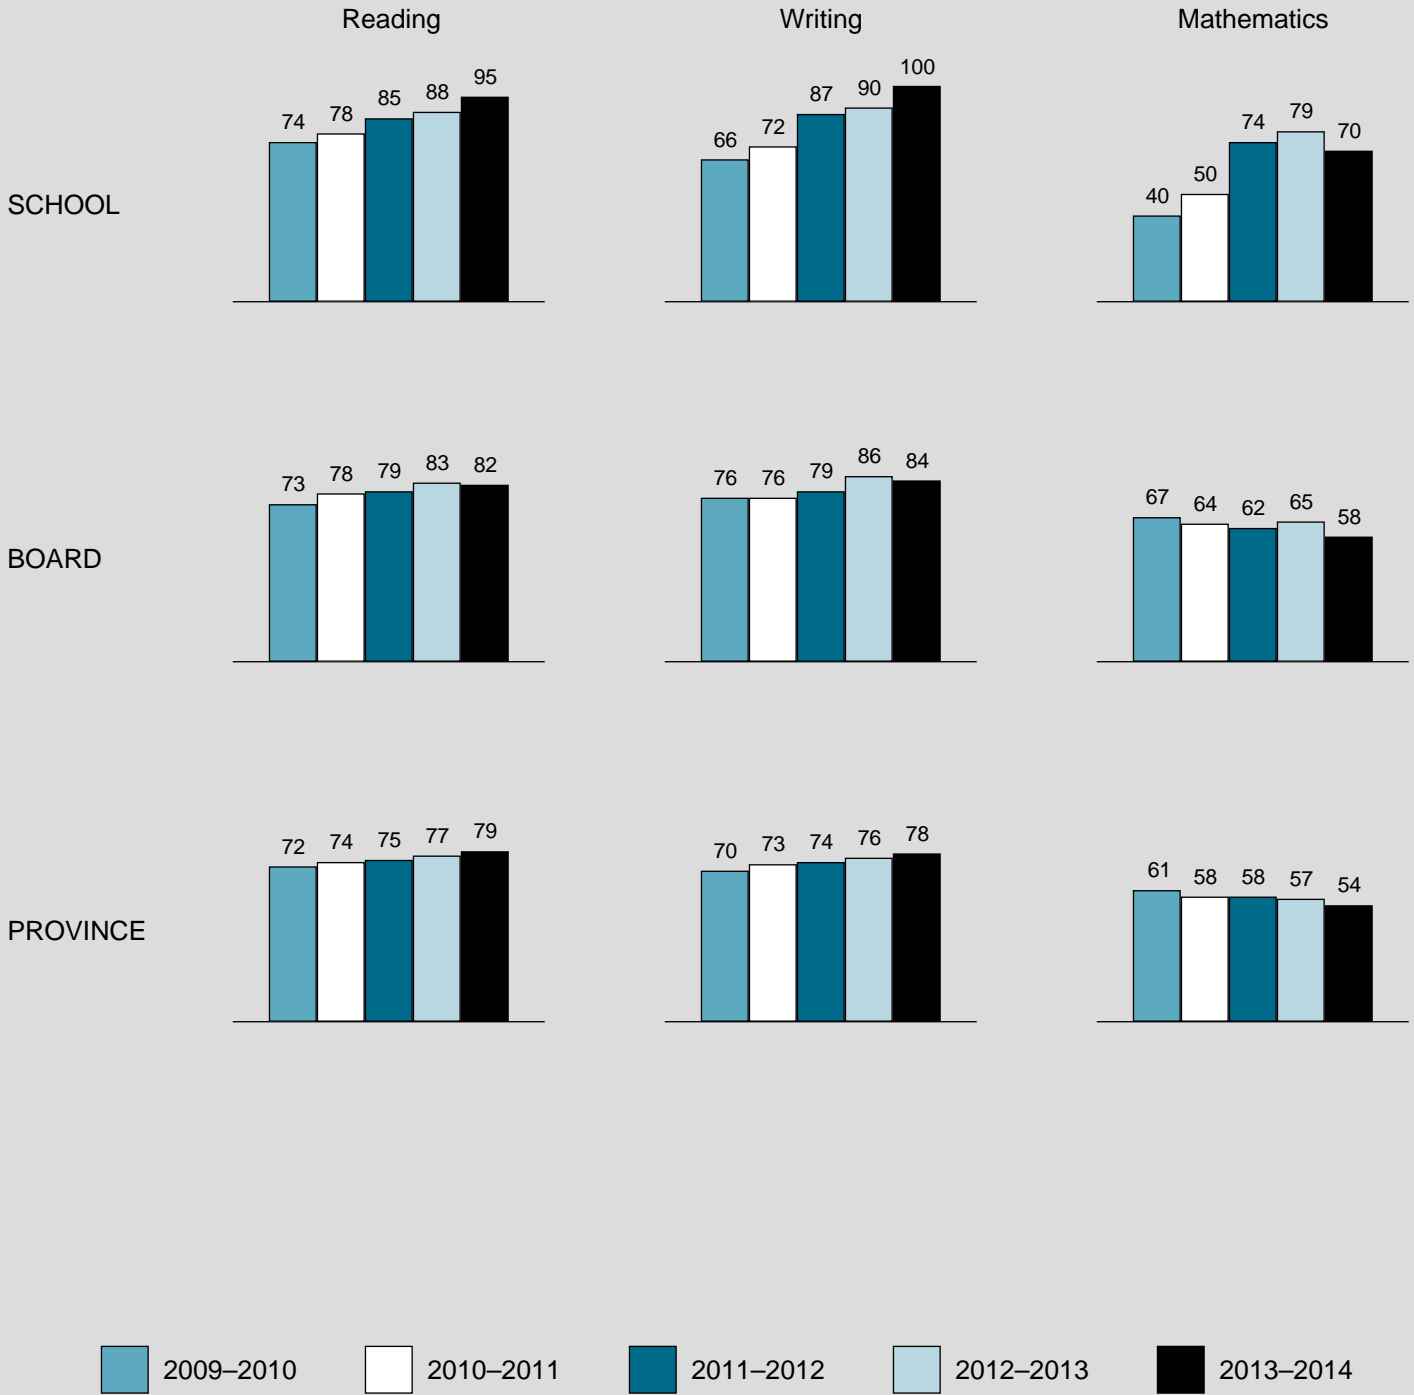 Reading Writing Mathematics
SCHOOL
74 78 85 88 95
66 72 87 90 100
40 50 74 79 70
BOARD
73 78 79 83 82
76 76 79 86 84
67 64 62 65 58
PROVINCE
72 74 75 77 79
70 73 74 76 78
61 58 58 57 54
2009–2010 2010–2011 2011–2012 2012–2013 2013–2014